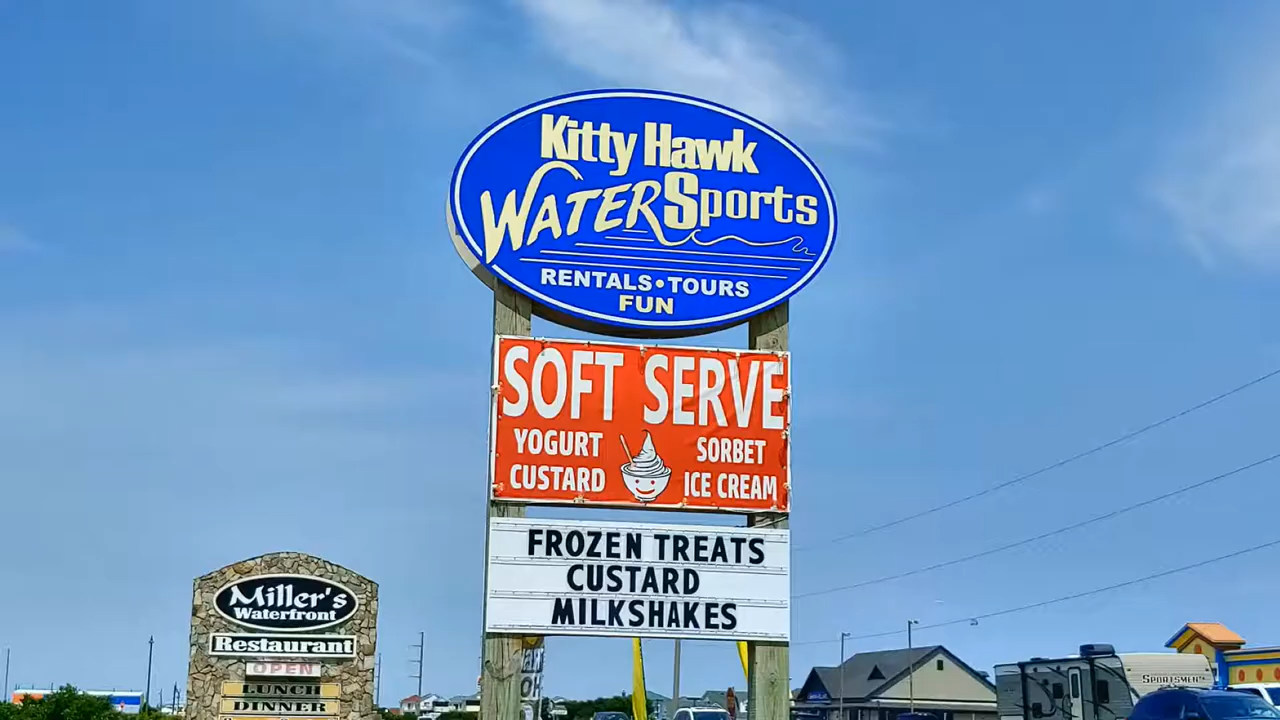 Kitty Hawk
WATERSports
RENTALS • TOURS
FUN
SOFT SERVE
YOGURT
CUSTARD
SORBET
ICE CREAM
FROZEN TREATS
CUSTARD
MILKSHAKES
Miller's
Waterfront
Restaurant
OPEN
LUNCH
DINNER
SPORTSMEN